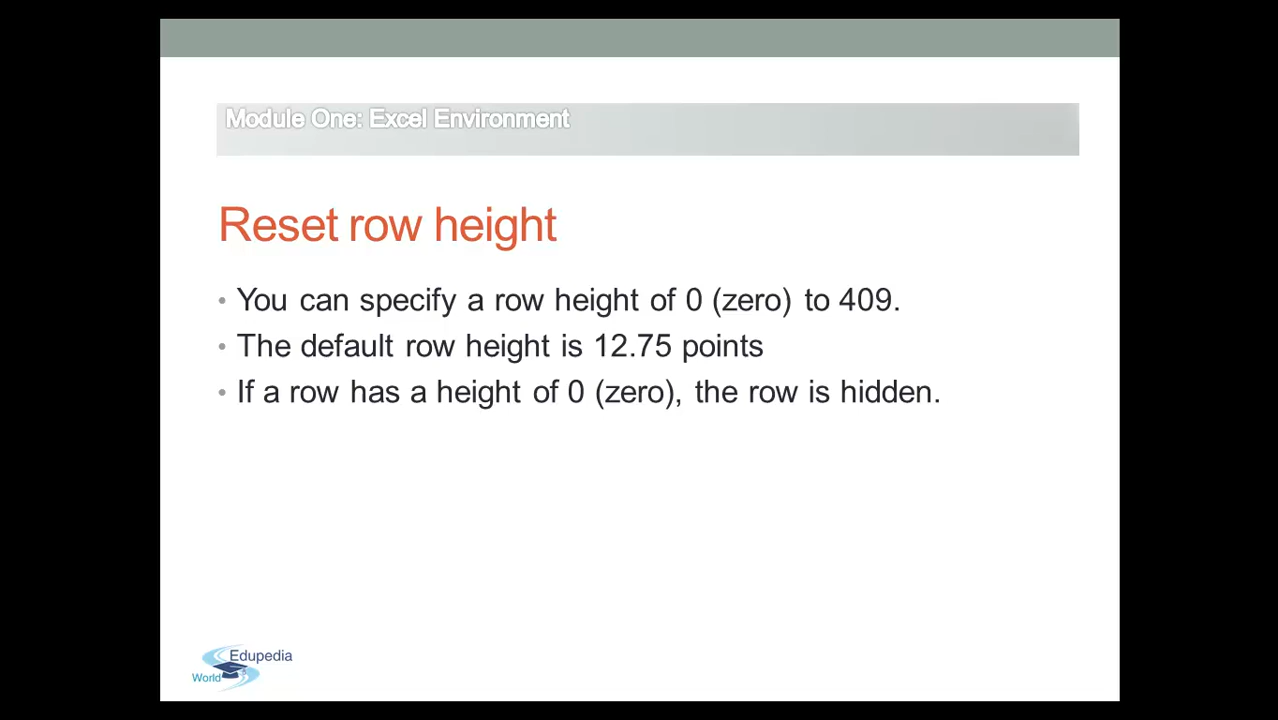 Module One: Excel Environment
Reset row height
• You can specify a row height of 0 (zero) to 409.
• The default row height is 12.75 points
• If a row has a height of 0 (zero), the row is hidden.
Edupedia
World